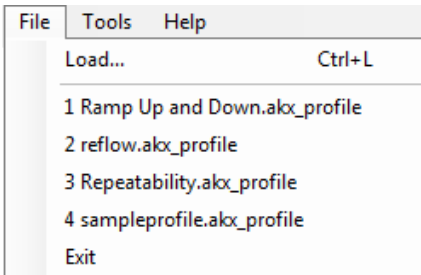 File Tools Help
Load... Ctrl+L
1 Ramp Up and Down.akx_profile
2 reflow.akx_profile
3 Repeatability.akx_profile
4 sampleprofile.akx_profile
Exit